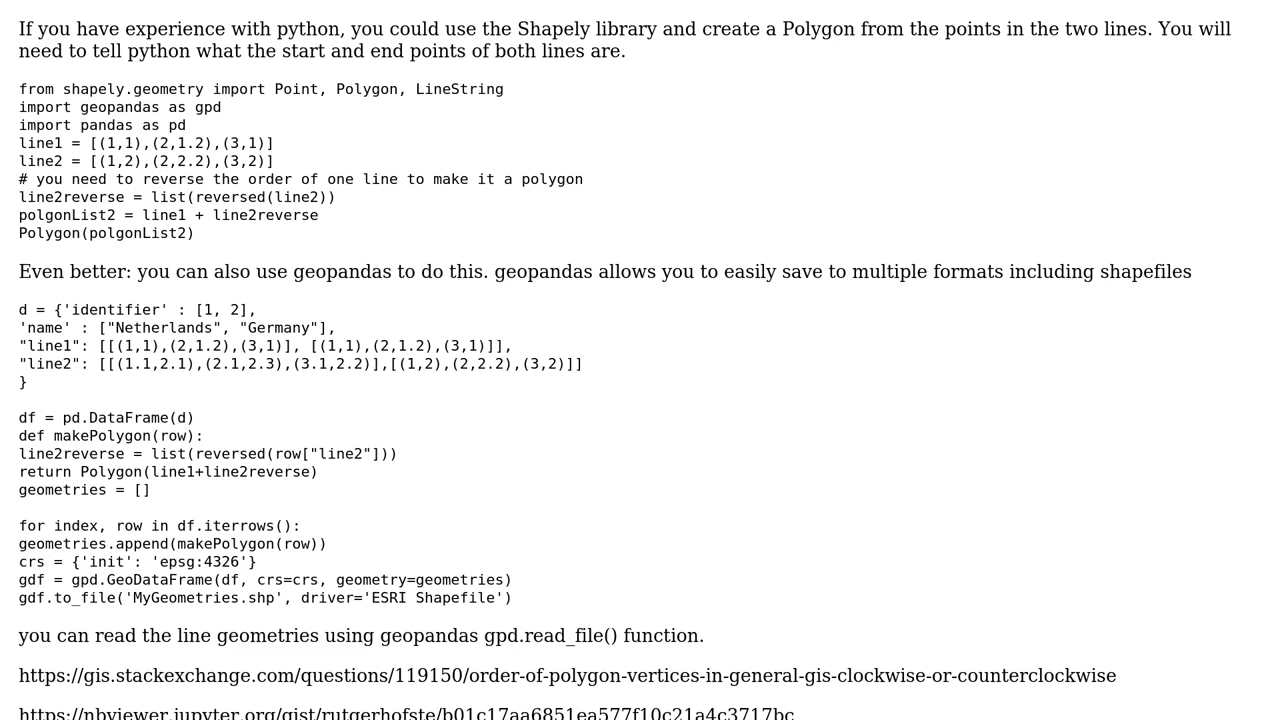 If you have experience with python, you could use the Shapely library and create a Polygon from the points in the two lines. You will
need to tell python what the start and end points of both lines are.
from shapely.geometry import Point, Polygon, LineString
import geopandas as gpd
import pandas as pd
line1 = [(1,1),(2,1.2),(3,1)]
line2 = [(1,2),(2,2.2),(3,2)]
# you need to reverse the order of one line to make it a polygon
line2reverse = list(reversed(line2))
polgonList2 = line1 + line2reverse
Polygon(polgonList2)
Even better: you can also use geopandas to do this. geopandas allows you to easily save to multiple formats including shapefiles
d = {'identifier' : [1, 2],
'name' : ["Netherlands", "Germany"],
"line1": [[(1,1),(2,1.2),(3,1)], [(1,1),(2,1.2),(3,1)]],
"line2": [[(1.1,2.1),(2.1,2.3),(3.1,2.2)],[(1,2),(2,2.2),(3,2)]]
}
df = pd.DataFrame(d)
def makePolygon(row):
line2reverse = list(reversed(row["line2"]))
return Polygon(line1+line2reverse)
geometries = []
for index, row in df.iterrows():
geometries.append(makePolygon(row))
crs = {'init': 'epsg:4326'}
gdf = gpd.GeoDataFrame(df, crs=crs, geometry=geometries)
gdf.to_file('MyGeometries.shp', driver='ESRI Shapefile')
you can read the line geometries using geopandas gpd.read_file() function.
https://gis.stackexchange.com/questions/119150/order-of-polygon-vertices-in-general-gis-clockwise-or-counterclockwise
https://nbviewer.jupyter.org/gist/rutgerhofste/b01c17aa6851ea577f10c21a4c3717bc